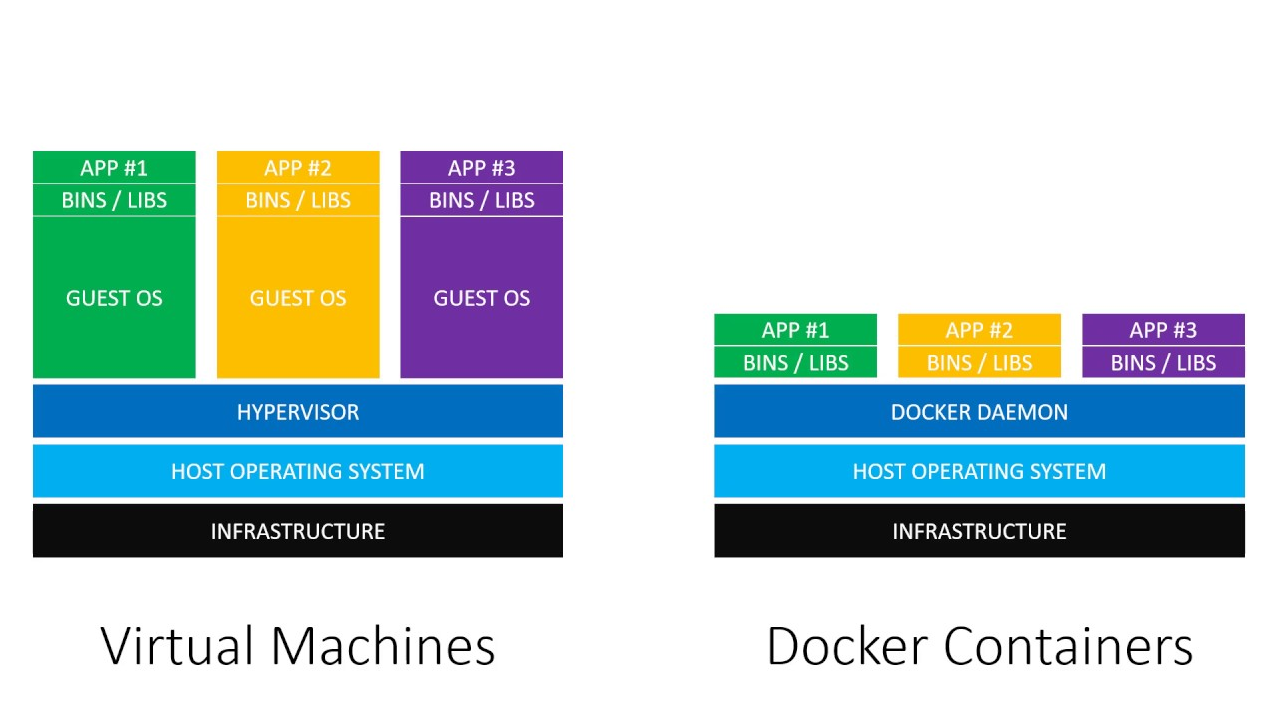 APP #1
BINS / LIBS
GUEST OS
APP #2
BINS / LIBS
GUEST OS
APP #3
BINS / LIBS
GUEST OS
HYPERVISOR
HOST OPERATING SYSTEM
INFRASTRUCTURE
Virtual Machines
APP #1
BINS / LIBS
APP #2
BINS / LIBS
APP #3
BINS / LIBS
DOCKER DAEMON
HOST OPERATING SYSTEM
INFRASTRUCTURE
Docker Containers